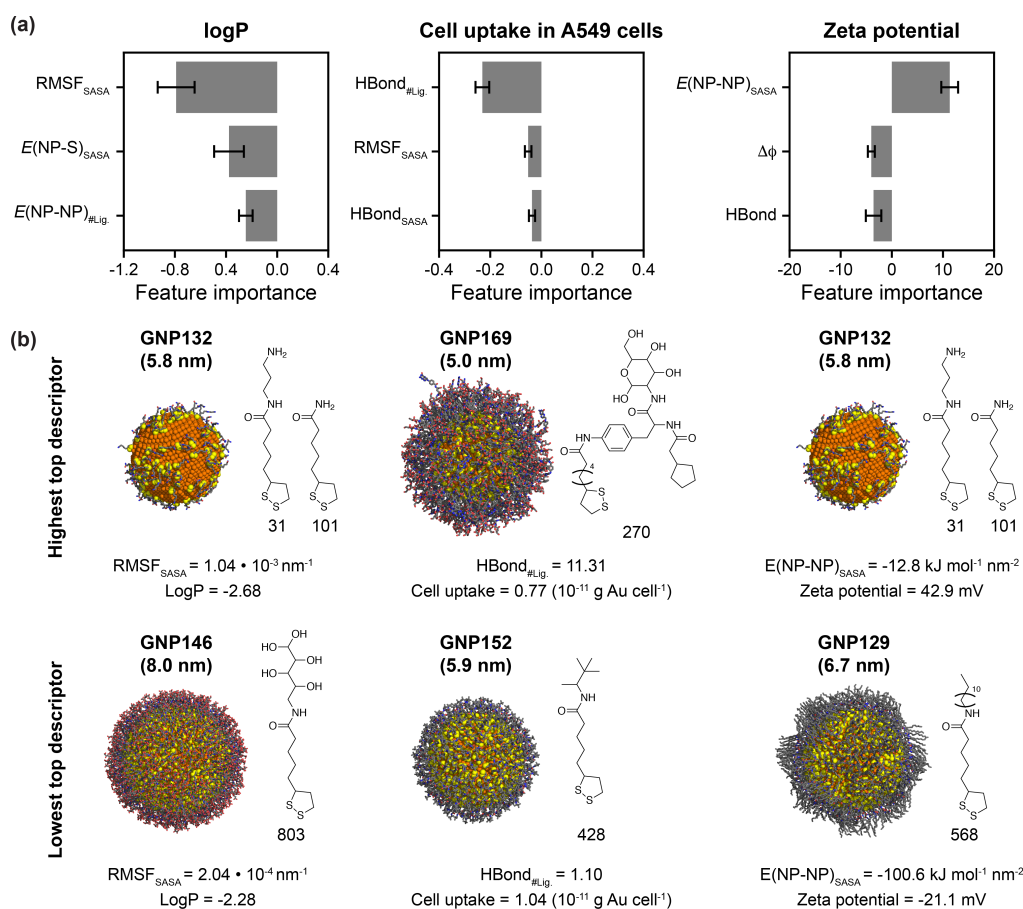 (a)
logP
RMSF_SASA
E(NP-S)_SASA
E(NP-NP)_#Lig.
-1.2 -0.8 0.4 0.0
Feature importance
Cell uptake in A549 cells
HBond_#Lig.
RMSF_SASA
HBond_SASA
-0.4 -0.2 0.0 0.2 0.4
Feature importance
Zeta potential
E(NP-NP)_SASA
Δϕ
HBond
-20 -10 0 10 20
Feature importance
(b)
Highest top descriptor
GNP132
(5.8 nm)
NH2
NH
O
NH2
O
S
S
S
S
31
101
RMSF_SASA = 1.04 • 10^-3 nm^-1
LogP = -2.68
GNP169
(5.0 nm)
OH
O
OH
HO
OH
NH
O
H
N
O
NH
O
4
S
S
270
HBond_#Lig. = 11.31
Cell uptake = 0.77 (10^-11 g Au cell^-1)
GNP132
(5.8 nm)
NH2
NH
O
NH2
O
S
S
S
S
31
101
E(NP-NP)_SASA = -12.8 kJ mol^-1 nm^-2
Zeta potential = 42.9 mV
Lowest top descriptor
GNP146
(8.0 nm)
OH
HO
OH
HO
OH
NH
O
S
S
803
RMSF_SASA = 2.04 • 10^-4 nm^-1
LogP = -2.28
GNP152
(5.9 nm)
NH
O
S
S
428
HBond_#Lig. = 1.10
Cell uptake = 1.04 (10^-11 g Au cell^-1)
GNP129
(6.7 nm)
10
NH
O
S
S
568
E(NP-NP)_SASA = -100.6 kJ mol^-1 nm^-2
Zeta potential = -21.1 mV